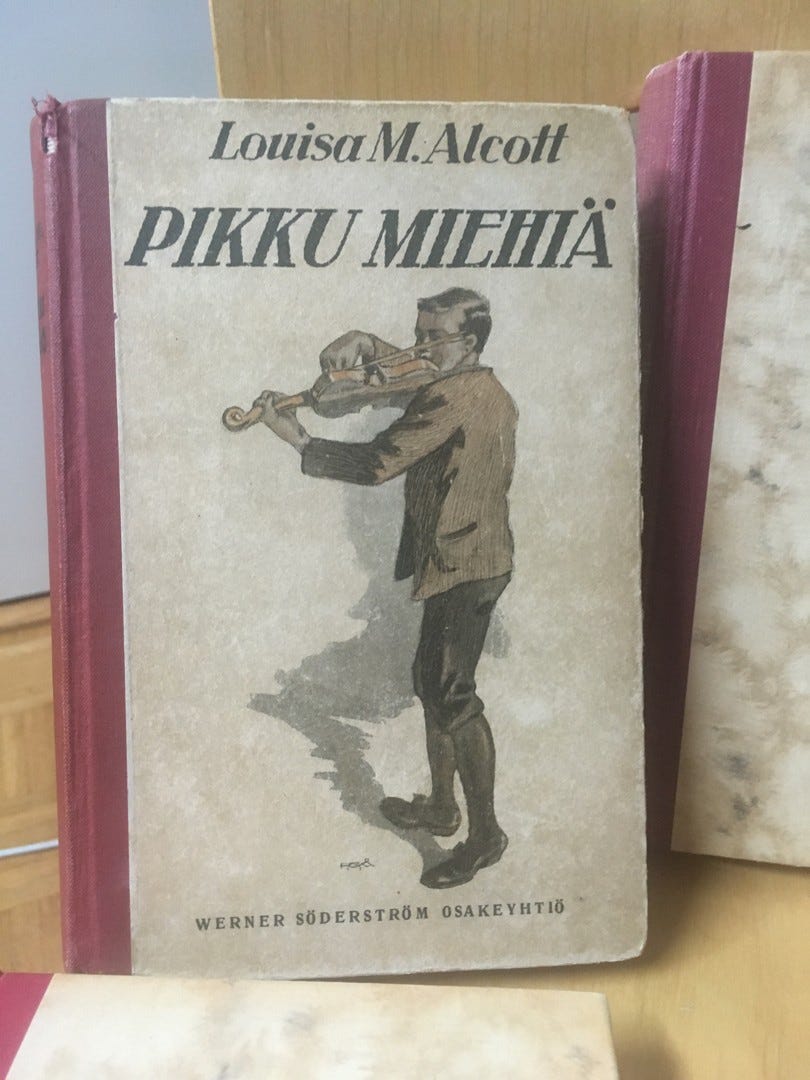 Louisa M. Alcott
PIKKU MIEHIÄ
WERNER SÖDERSTRÖM OSAKEYHTIÖ